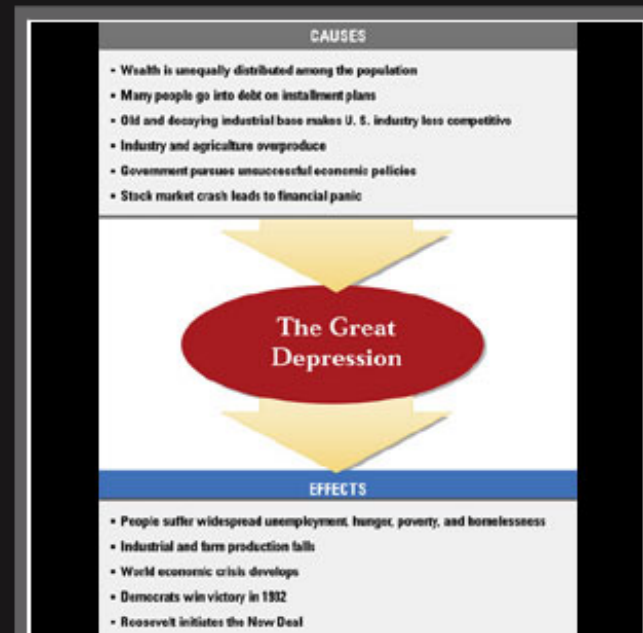 CAUSES
• Wealth is unequally distributed among the population
• Many people go into debt on installment plans
• Old and decaying industrial base makes U. S. industry less competitive
• Industry and agriculture overproduce
• Government pursues unsuccessful economic policies
• Stock market crash leads to financial panic
The Great
Depression
EFFECTS
• People suffer widespread unemployment, hunger, poverty, and homelessness
• Industrial and farm production falls
• World economic crisis develops
• Democrats win victory in 1932
• Roosevelt initiates the New Deal